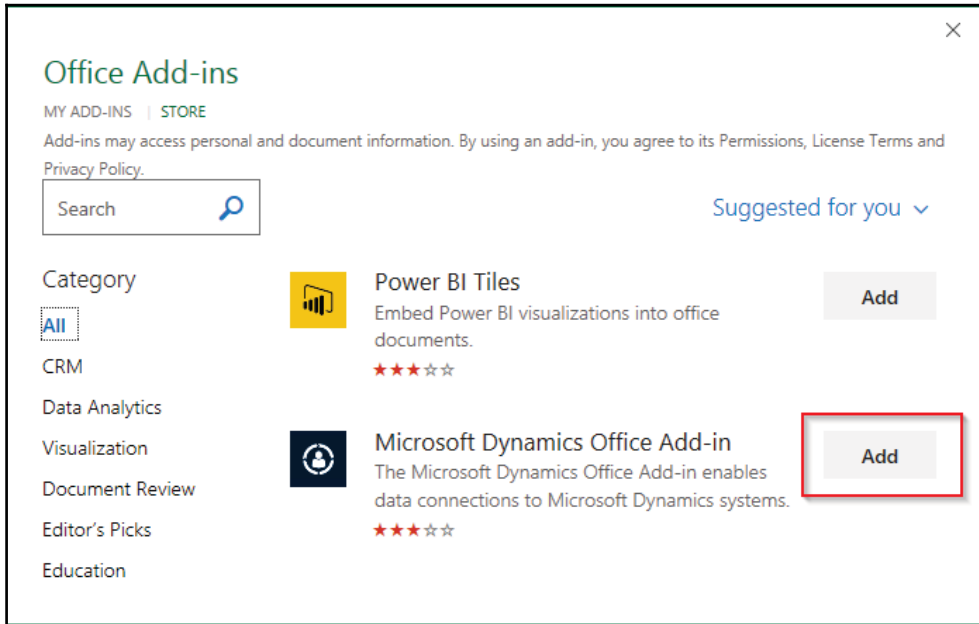 Office Add-ins
MY ADD-INS | STORE
Add-ins may access personal and document information. By using an add-in, you agree to its Permissions, License Terms and
Privacy Policy.
Search
Suggested for you
Category
All
CRM
Data Analytics
Visualization
Document Review
Editor's Picks
Education
Power BI Tiles
Embed Power BI visualizations into office
documents.
Add
Microsoft Dynamics Office Add-in
The Microsoft Dynamics Office Add-in enables
data connections to Microsoft Dynamics systems.
Add